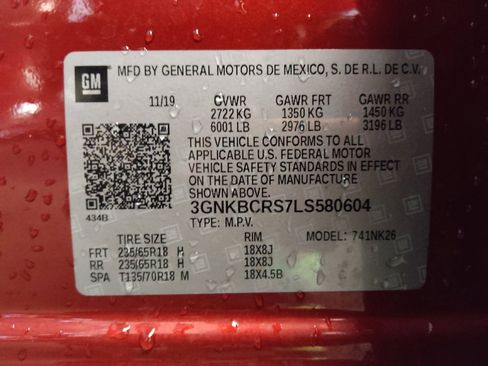 GM
MFD BY GENERAL MOTORS DE MEXICO, S. DE R.L. DE C.V.
11/19 GVWR GAWR FRT GAWR RR
2722 KG 1350 KG 1450 KG
6001 LB 2976 LB 3196 LB
THIS VEHICLE CONFORMS TO ALL
APPLICABLE U.S. FEDERAL MOTOR
VEHICLE SAFETY STANDARDS IN EFFECT
ON THE DATE OF MANUFACTURE
SHOWN ABOVE.
3GNKBCRS7LS580604
434B
TYPE: M.P.V.
TIRE SIZE RIM MODEL: 741NK26
FRT 235/65R18 H 18X8J
RR 235/65R18 H 18X8J
SPA T135/70R18 M 18X4.5B